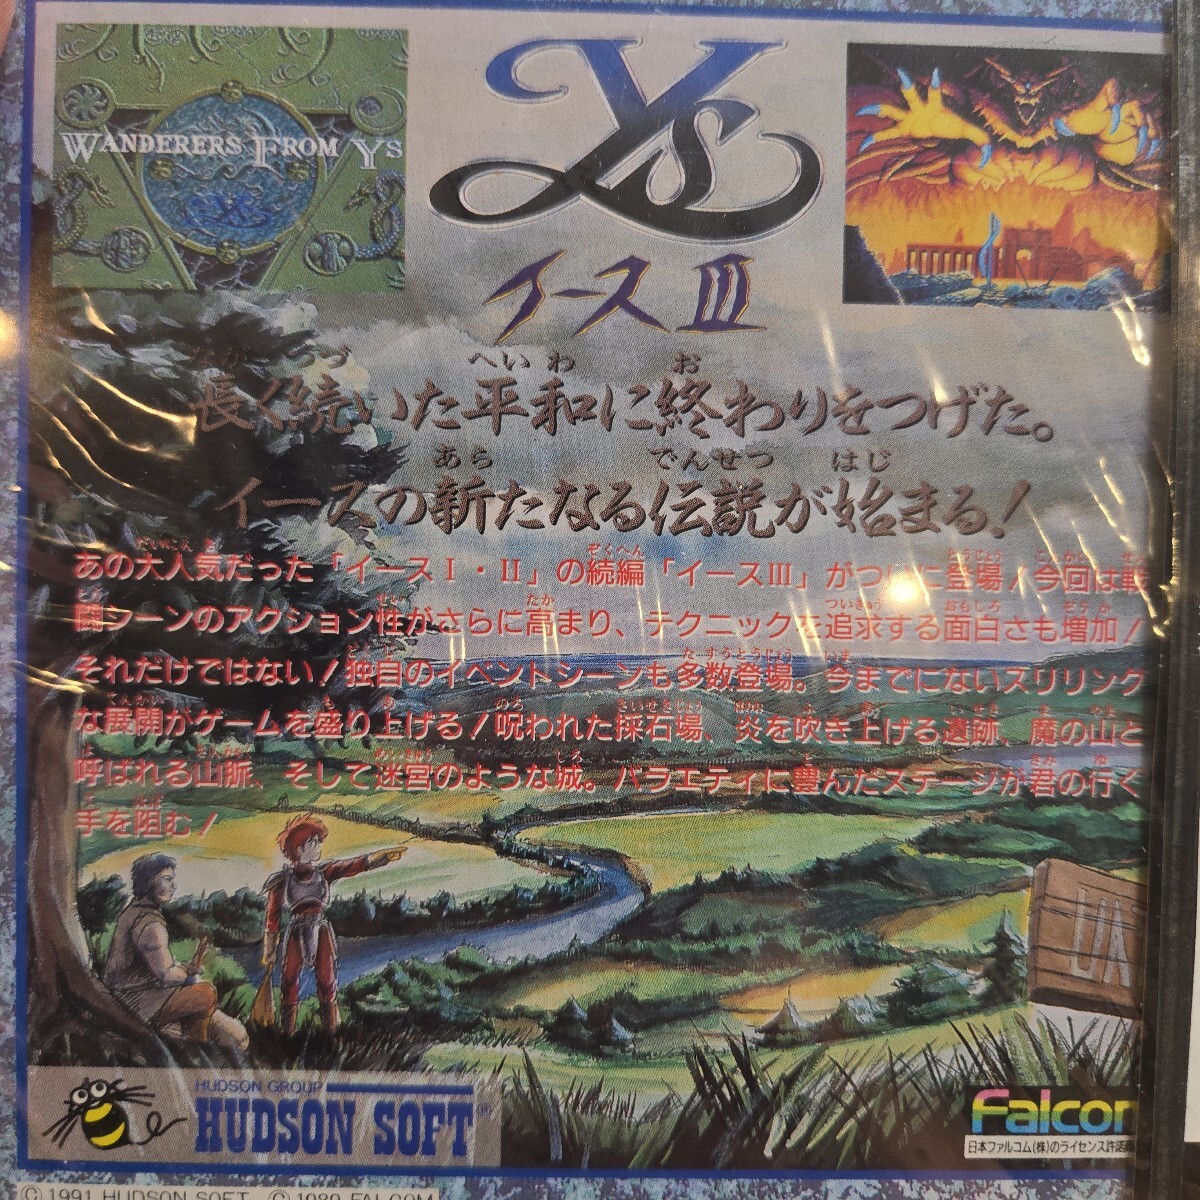 WANDERERS FROM YS
Ys
イース III
長く続いた平和に終わりをつげた。
イースの新たなる伝説が始まる!
あの大人気だった「イースI・II」の続編「イースIII」がついに登場!今回は戦
闘シーンのアクション性がさらに高まり、テクニックを追求する面白さも増加!
それだけではない!独自のイベントシーンも多数登場。今までにないスリリング
な展開がゲームを盛り上げる!呪われた採石場、炎を吹き上げる遺跡、魔の山と
呼ばれる山脈、そして迷宮のような城。バラエティに豊んだステージが君の行く
手を阻む!
HUDSON GROUP
HUDSON SOFT
Falcom
日本ファルコム(株)のライセンス許諾
© 1991 HUDSON SOFT © 1989 FALCOM